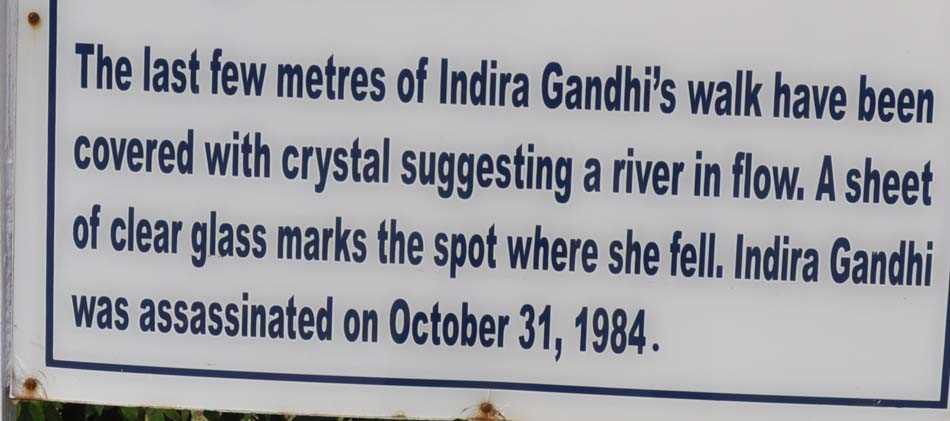 The last few metres of Indira Gandhi's walk have been
covered with crystal suggesting a river in flow. A sheet
of clear glass marks the spot where she fell. Indira Gandhi
was assassinated on October 31, 1984.